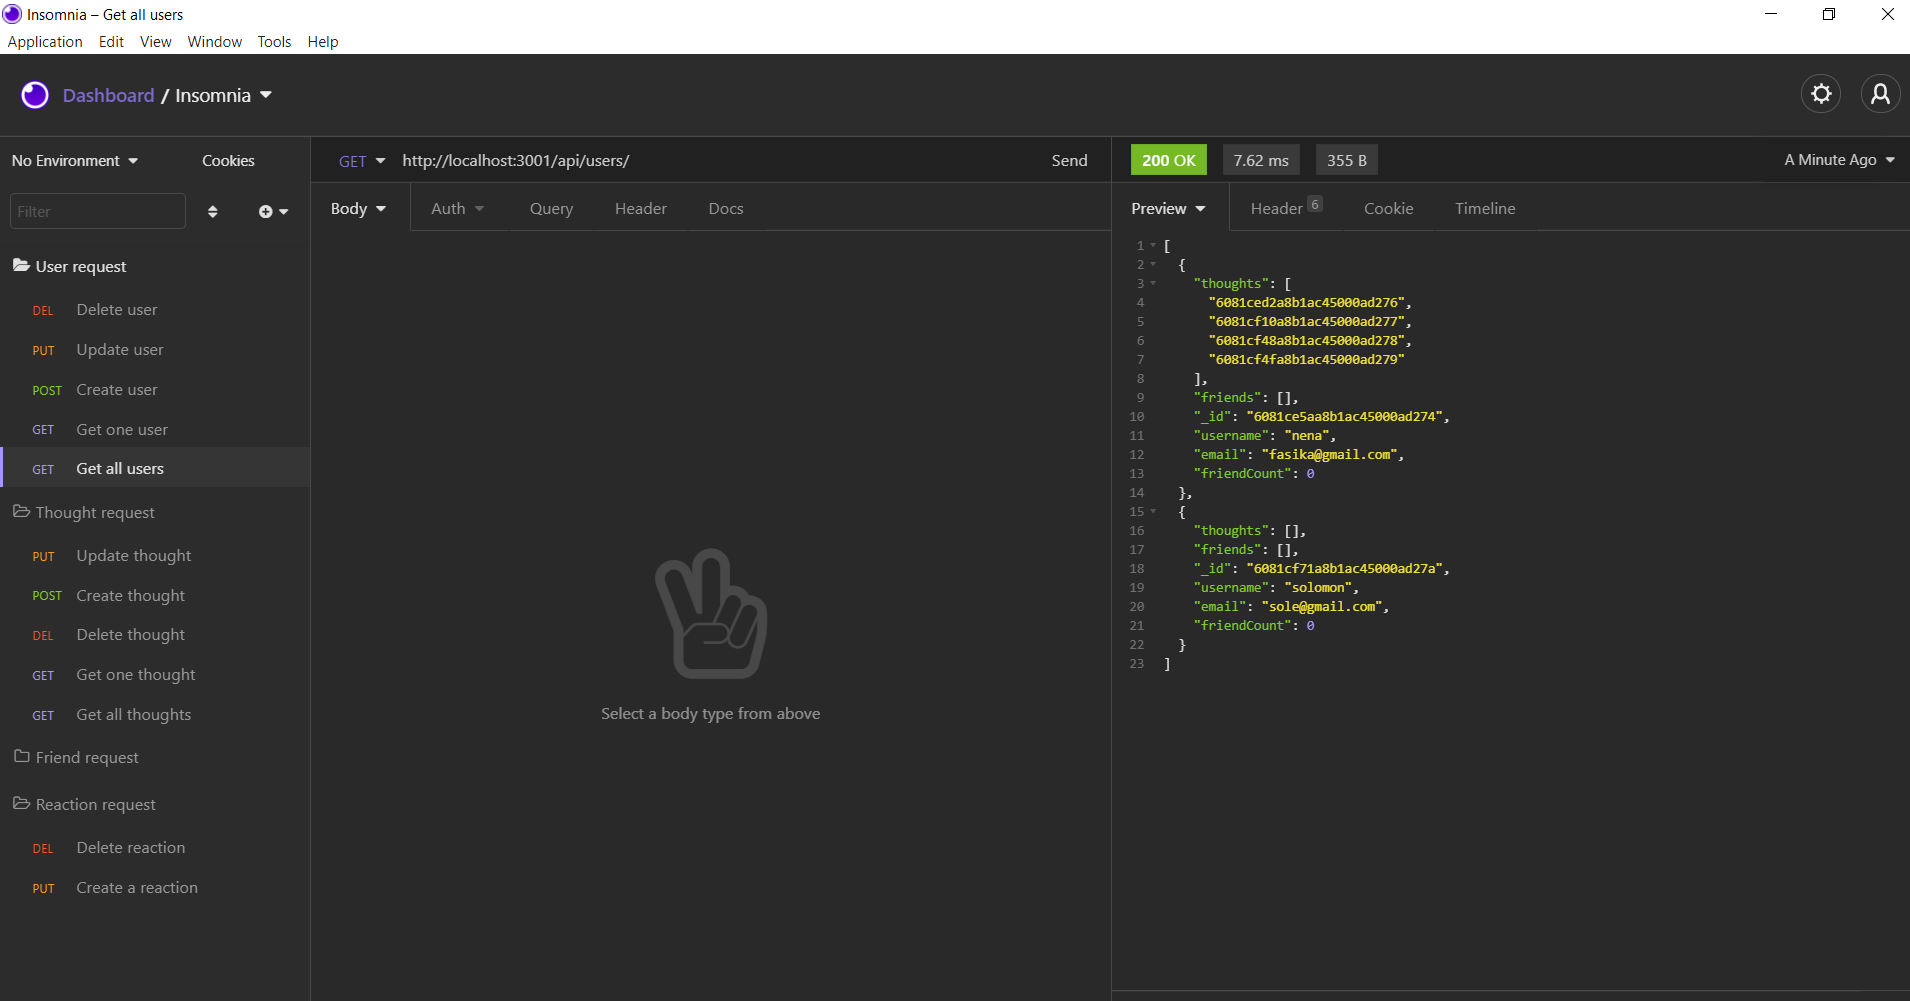 Insomnia – Get all users
Application Edit View Window Tools Help
Dashboard / Insomnia
No Environment Cookies
GET http://localhost:3001/api/users/ Send
200 OK 7.62 ms 355 B A Minute Ago
Filter
Body Auth Query Header Docs
Preview Header 6 Cookie Timeline
User request
DEL Delete user
PUT Update user
POST Create user
GET Get one user
GET Get all users
Thought request
PUT Update thought
POST Create thought
DEL Delete thought
GET Get one thought
GET Get all thoughts
Friend request
Reaction request
DEL Delete reaction
PUT Create a reaction
Select a body type from above
1 [
2 {
3 "thoughts": [
4 "6081ced2a8b1ac45000ad276",
5 "6081cf10a8b1ac45000ad277",
6 "6081cf48a8b1ac45000ad278",
7 "6081cf4fa8b1ac45000ad279"
8 ],
9 "friends": [],
10 "_id": "6081ce5aa8b1ac45000ad274",
11 "username": "nena",
12 "email": "fasika@gmail.com",
13 "friendCount": 0
14 },
15 {
16 "thoughts": [],
17 "friends": [],
18 "_id": "6081cf71a8b1ac45000ad27a",
19 "username": "solomon",
20 "email": "sole@gmail.com",
21 "friendCount": 0
22 }
23 ]